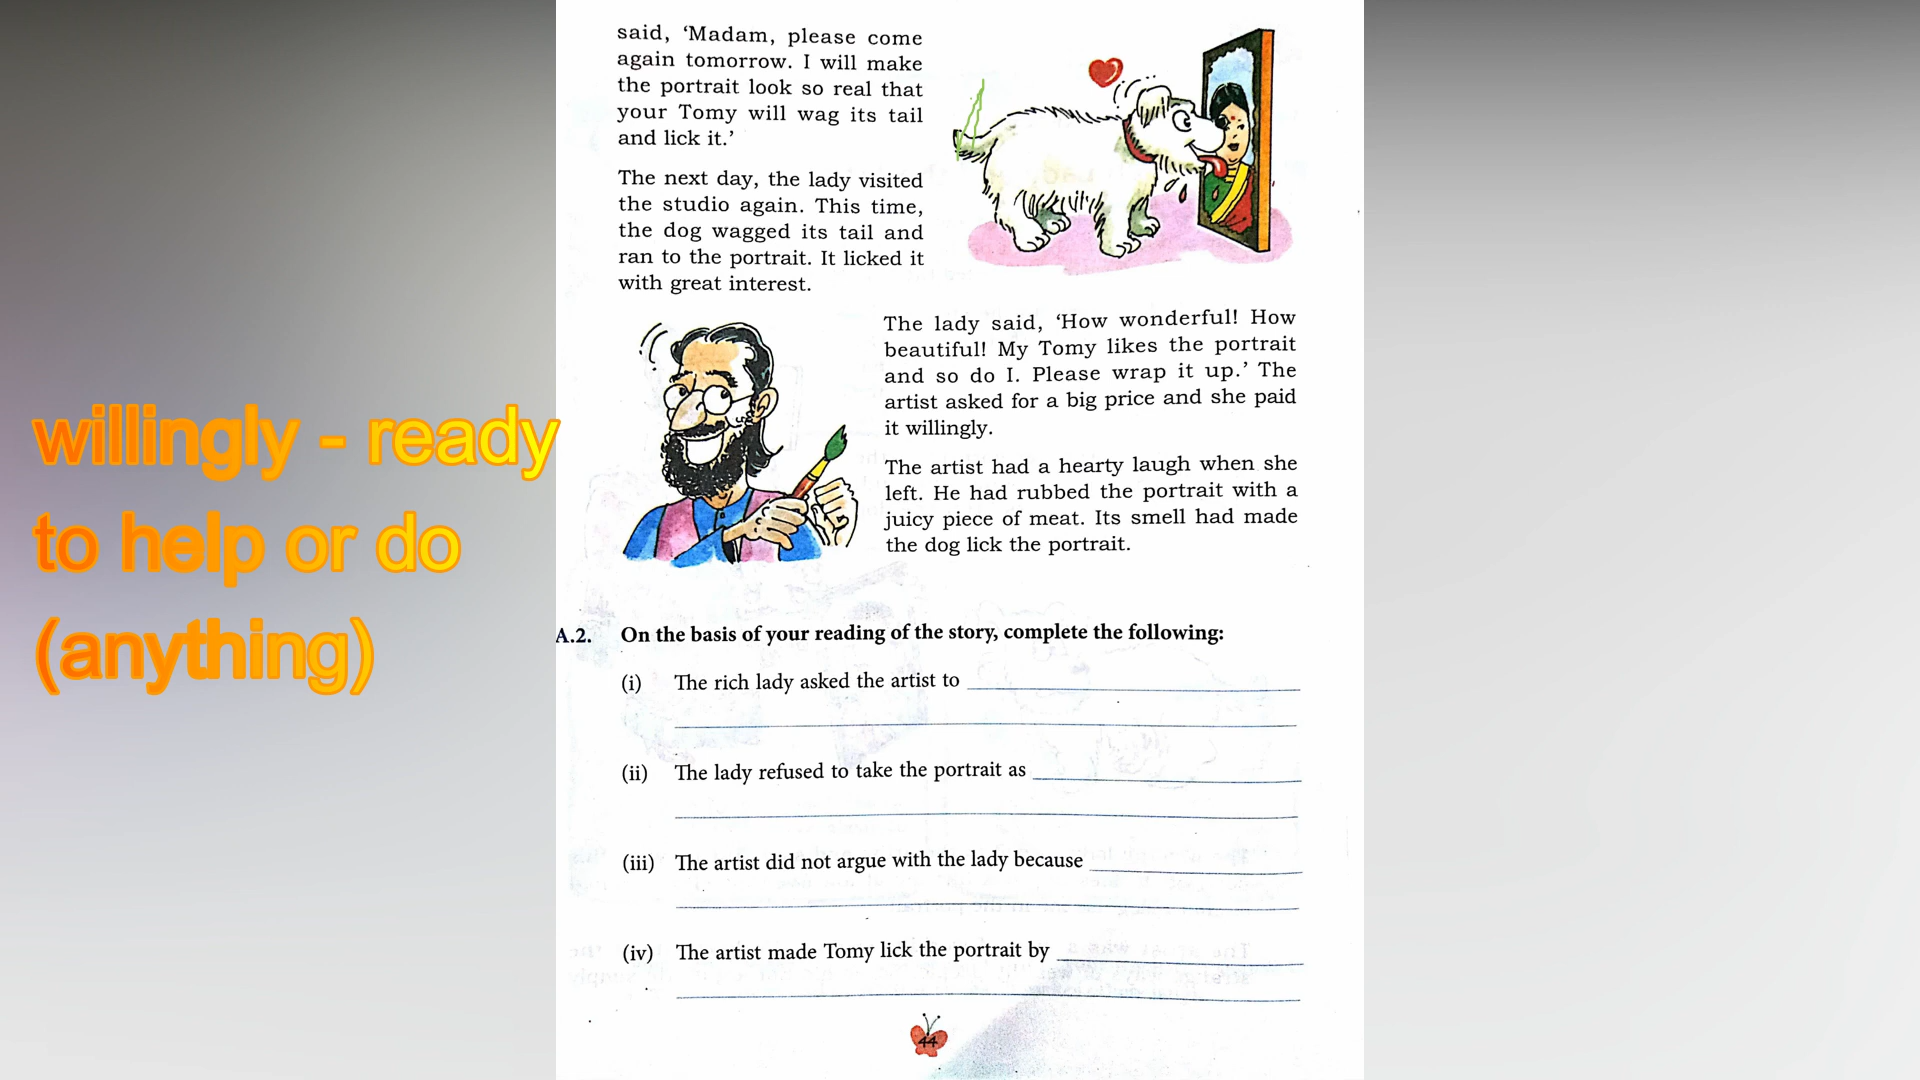 willingly - ready
to help or do
(anything)
said, ‘Madam, please come
again tomorrow. I will make
the portrait look so real that
your Tomy will wag its tail
and lick it.’
The next day, the lady visited
the studio again. This time,
the dog wagged its tail and
ran to the portrait. It licked it
with great interest.
The lady said, ‘How wonderful! How
beautiful! My Tomy likes the portrait
and so do I. Please wrap it up.’ The
artist asked for a big price and she paid
it willingly.
The artist had a hearty laugh when she
left. He had rubbed the portrait with a
juicy piece of meat. Its smell had made
the dog lick the portrait.
A.2. On the basis of your reading of the story, complete the following:
(i) The rich lady asked the artist to
(ii) The lady refused to take the portrait as
(iii) The artist did not argue with the lady because
(iv) The artist made Tomy lick the portrait by
44